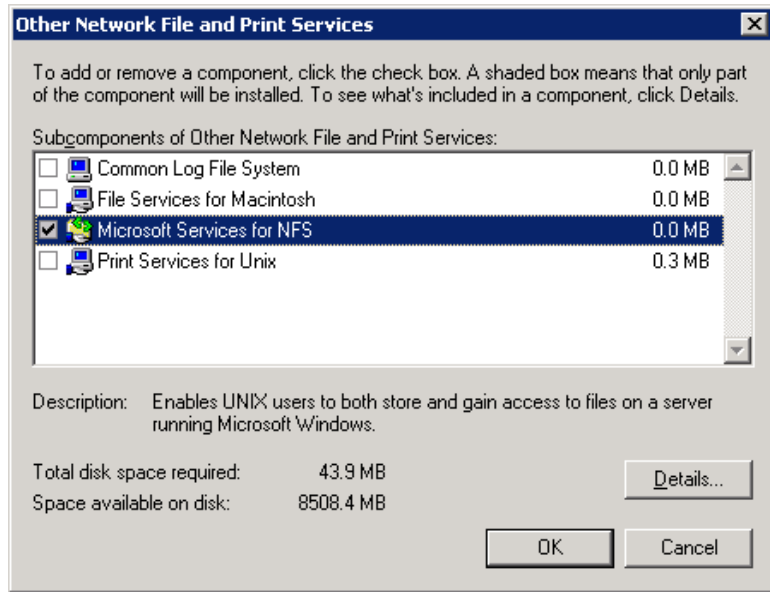 Other Network File and Print Services
To add or remove a component, click the check box. A shaded box means that only part
of the component will be installed. To see what's included in a component, click Details.
Subcomponents of Other Network File and Print Services:
Common Log File System 0.0 MB
File Services for Macintosh 0.0 MB
Microsoft Services for NFS 0.0 MB
Print Services for Unix 0.3 MB
Description: Enables UNIX users to both store and gain access to files on a server
running Microsoft Windows.
Total disk space required: 43.9 MB
Details...
Space available on disk: 8508.4 MB
OK Cancel